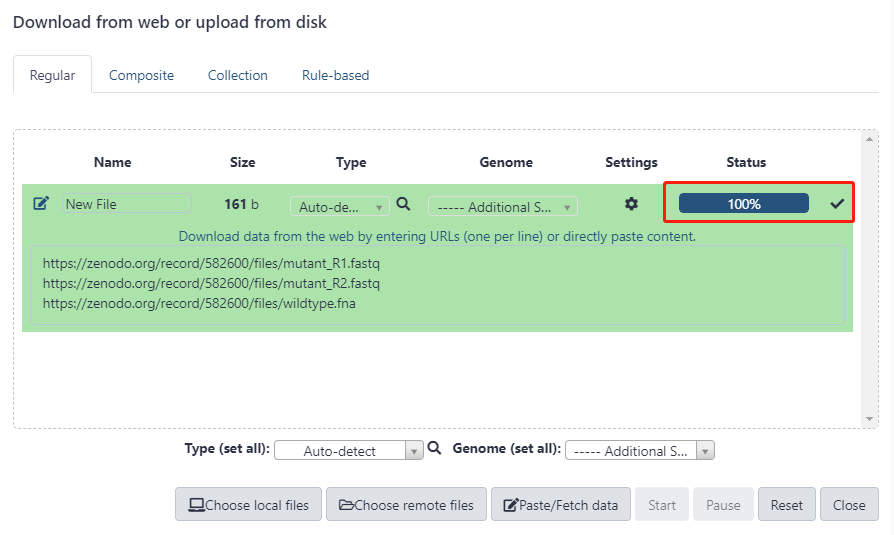 Download from web or upload from disk
Regular Composite Collection Rule-based
Name Size Type Genome Settings Status
New File 161 b Auto-de... ----- Additional S... 100%
Download data from the web by entering URLs (one per line) or directly paste content.
https://zenodo.org/record/582600/files/mutant_R1.fastq
https://zenodo.org/record/582600/files/mutant_R2.fastq
https://zenodo.org/record/582600/files/wildtype.fna
Type (set all): Auto-detect Genome (set all): ----- Additional S...
Choose local files Choose remote files Paste/Fetch data Start Pause Reset Close